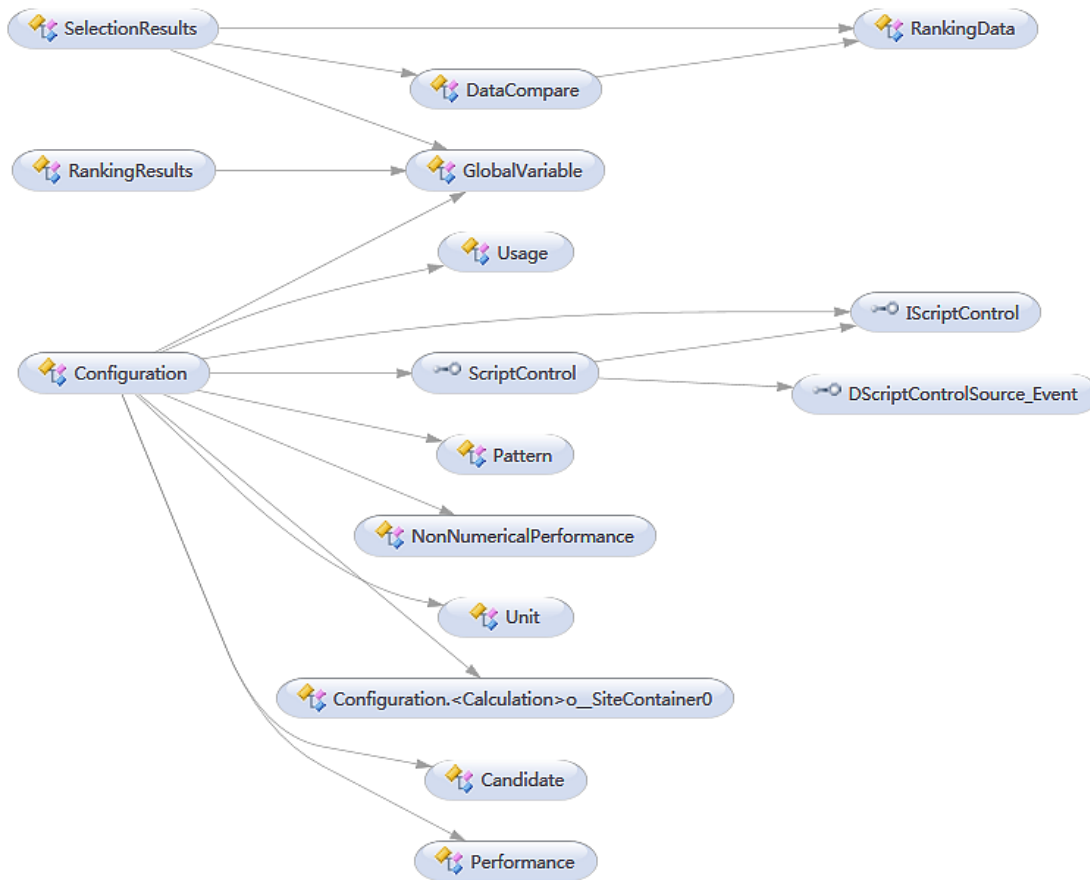 SelectionResults
RankingData
DataCompare
RankingResults
GlobalVariable
Usage
IScriptControl
Configuration
ScriptControl
DScriptControlSource_Event
Pattern
NonNumericalPerformance
Unit
Configuration.<Calculation>o__SiteContainer0
Candidate
Performance